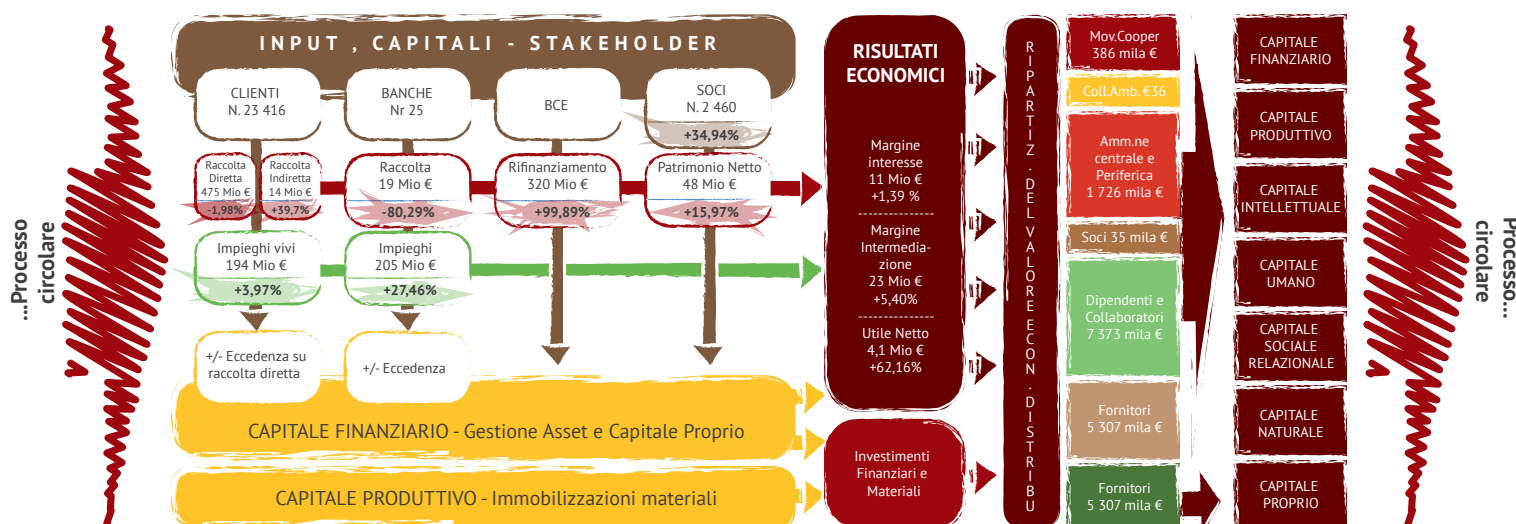 ...Processo
circolare
INPUT , CAPITALI - STAKEHOLDER
CLIENTI
N. 23 416
BANCHE
Nr 25
BCE
SOCI
N. 2 460
+34,94%
Raccolta
Diretta
475 Mio €
-1,98%
Raccolta
Indiretta
14 Mio €
+39,7%
Raccolta
19 Mio €
-80,29%
Rifinanziamento
320 Mio €
+99,89%
Patrimonio Netto
48 Mio €
+15,97%
Impieghi vivi
194 Mio €
+3,97%
Impieghi
205 Mio €
+27,46%
+/- Eccedenza su
raccolta diretta
+/- Eccedenza
CAPITALE FINANZIARIO - Gestione Asset e Capitale Proprio
CAPITALE PRODUTTIVO - Immobilizzazioni materiali
RISULTATI
ECONOMICI
Margine
interesse
11 Mio €
+1,39 %
Margine
Intermedia-
zione
23 Mio €
+5,40%
Utile Netto
4,1 Mio €
+62,16%
Investimenti
Finanziari e
Materiali
RIPARTIZ. DEL VALORE ECON. DISTRIBU
Mov.Cooper
386 mila €
Coll.Amb. €36
Amm.ne
centrale e
Periferica
1 726 mila €
Soci 35 mila €
Dipendenti e
Collaboratori
7 373 mila €
Fornitori
5 307 mila €
Fornitori
5 307 mila €
CAPITALE
FINANZIARIO
CAPITALE
PRODUTTIVO
CAPITALE
INTELLETTUALE
CAPITALE
UMANO
CAPITALE
SOCIALE
RELAZIONALE
CAPITALE
NATURALE
CAPITALE
PROPRIO
Processo...
circolare